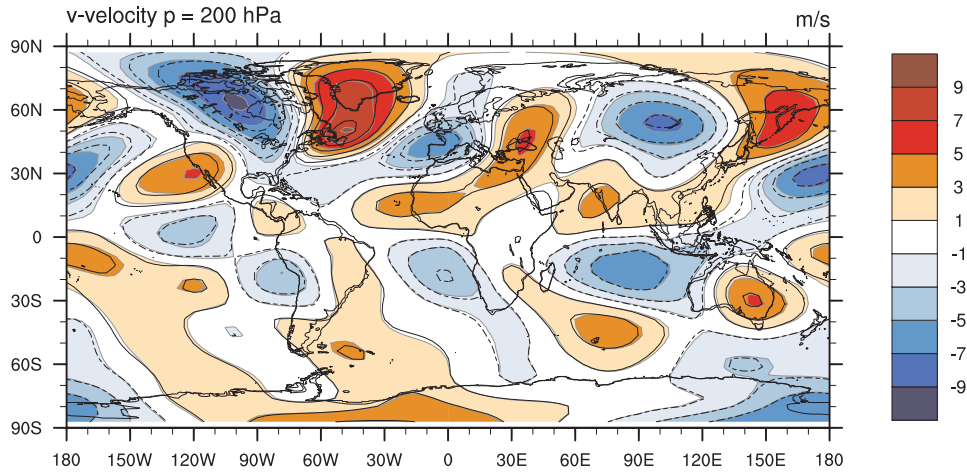 v-velocity p = 200 hPa
m/s
90N
60N
30N
0
30S
60S
90S
180 150W 120W 90W 60W 30W 0 30E 60E 90E 120E 150E 180
9
7
5
3
1
-1
-3
-5
-7
-9